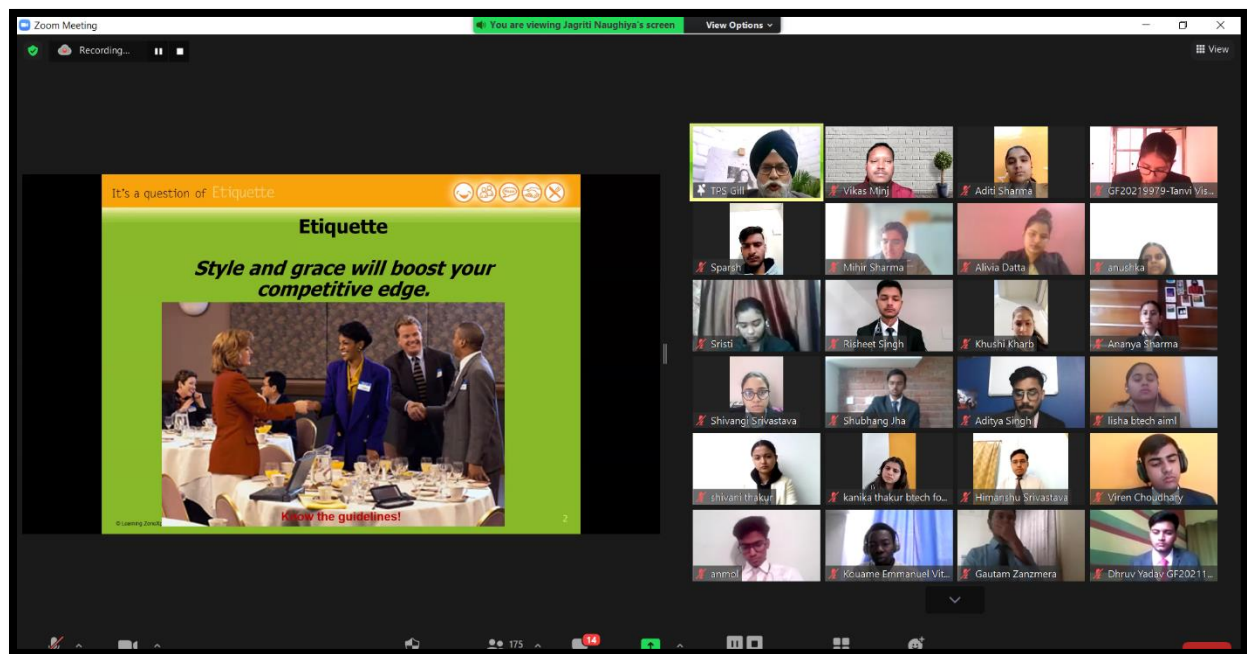 Zoom Meeting
You are viewing Jagriti Naughiya's screen
View Options
Recording...
View
It's a question of Etiquette
Etiquette
Style and grace will boost your
competitive edge.
Know the guidelines!
© Learning
2
TPS Gill
Vikas Minj
Aditi Sharma
GF20219979-Tanvi Vis...
Sparsh
Mihir Sharma
Alivia Datta
anushka
Sristi
Risheet Singh
Khushi Kharb
Ananya Sharma
Shivangi Srivastava
Shubhang Jha
Aditya Singh
lisha btech aiml
shivani thakur
kanika thakur btech fo...
Himanshu Srivastava
Viren Choudhary
anmol
Kouame Emmanuel Vit...
Gautam Zanzmera
Dhruv Yadav GF20211...
175
14